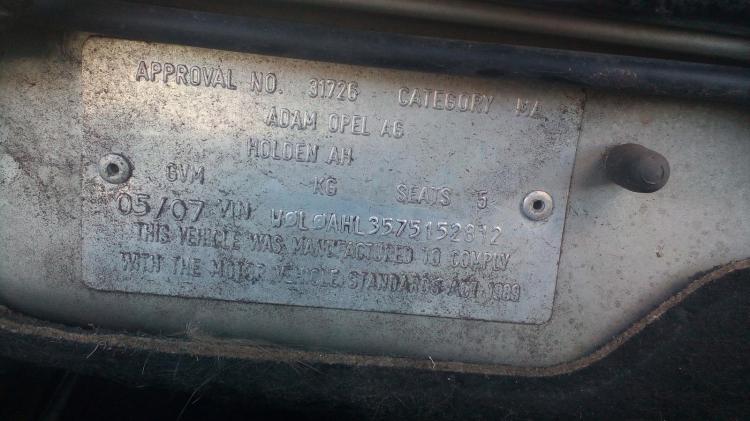 APPROVAL NO. 31726 CATEGORY MA
ADAM OPEL AG
HOLDEN AH
GVM KG SEATS 5
05/07 VIN W0L0AHL3575152812
THIS VEHICLE WAS MANUFACTURED TO COMPLY
WITH THE MOTOR VEHICLE STANDARDS ACT 1989